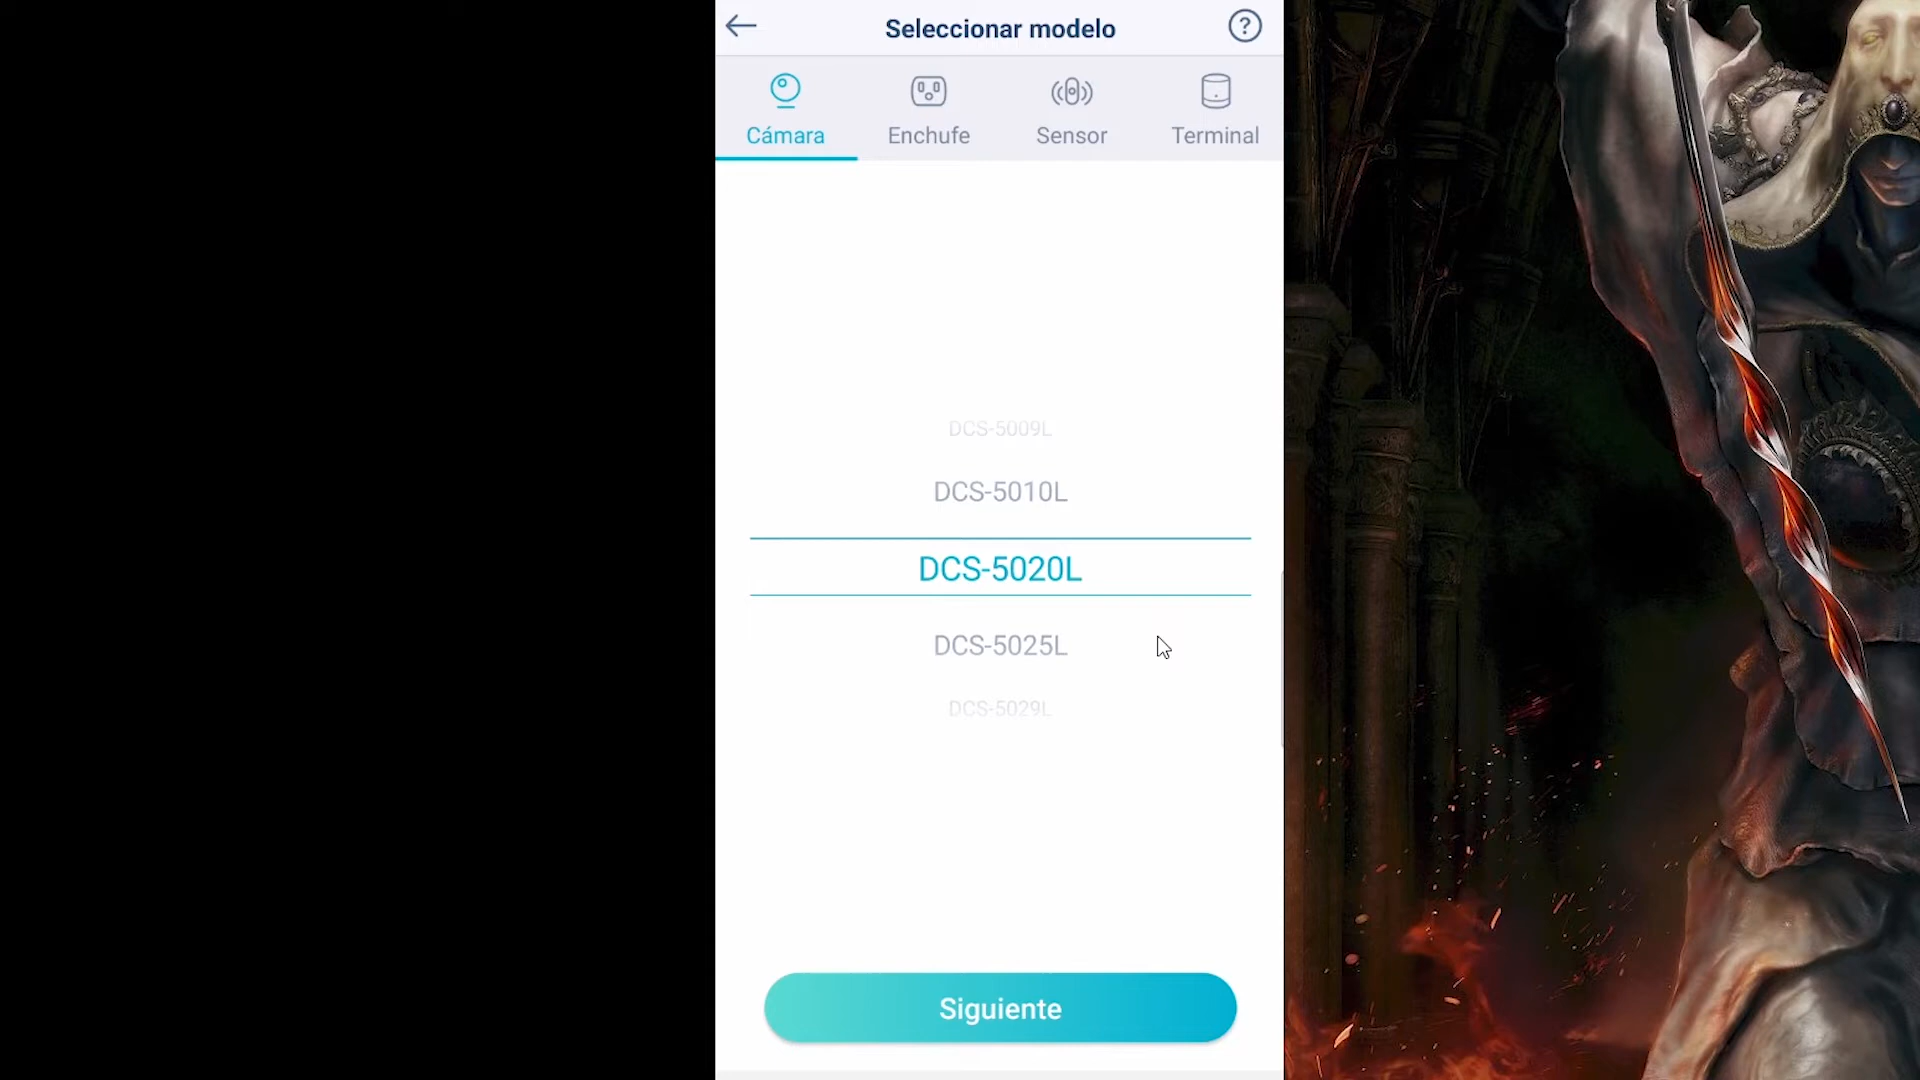 Seleccionar modelo
Cámara
Enchufe
Sensor
Terminal
DCS-5009L
DCS-5010L
DCS-5020L
DCS-5025L
DCS-5029L
Siguiente